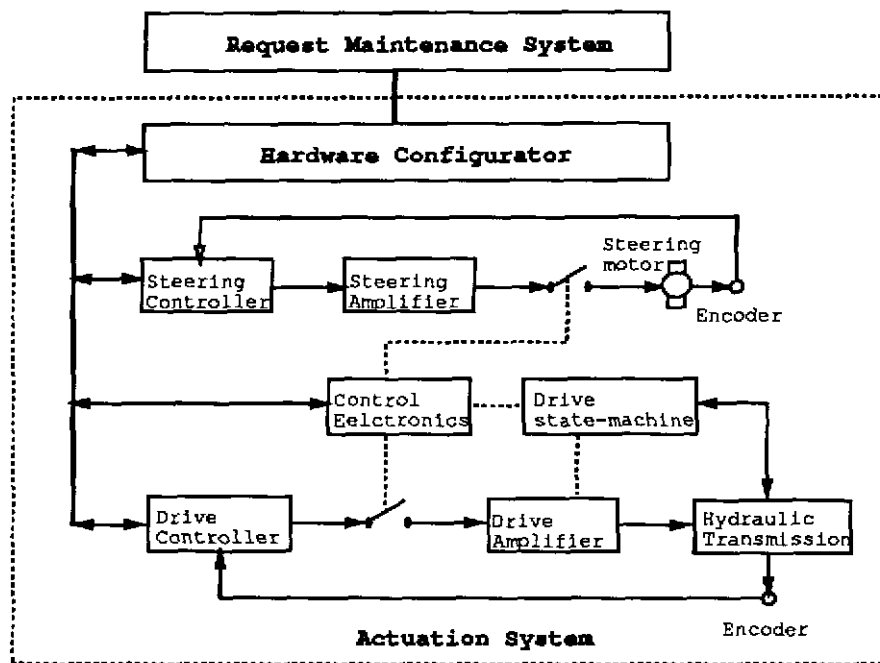 Request Maintenance System
Hardware Configurator
Steering
motor
Steering
Controller
Steering
Amplifier
Encoder
Control
Eelctronics
Drive
state-machine
Drive
Controller
Drive
Amplifier
Hydraulic
Transmission
Encoder
Actuation System